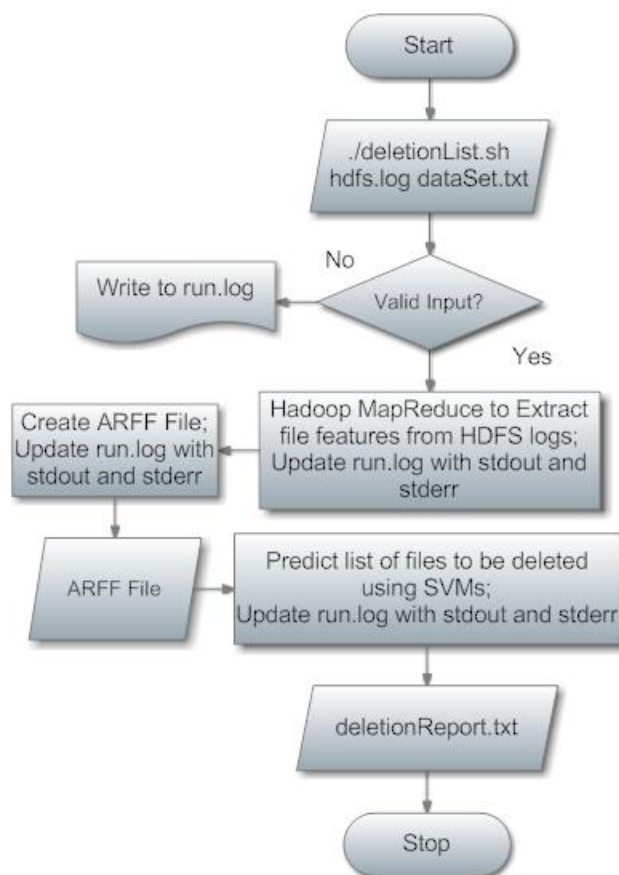 Start
./deletionList.sh
hdfs.log dataSet.txt
No
Write to run.log
Valid Input?
Yes
Hadoop MapReduce to Extract
file features from HDFS logs;
Update run.log with stdout and
stderr
Create ARFF File;
Update run.log with
stdout and stderr
ARFF File
Predict list of files to be deleted
using SVMs;
Update run.log with stdout and stderr
deletionReport.txt
Stop